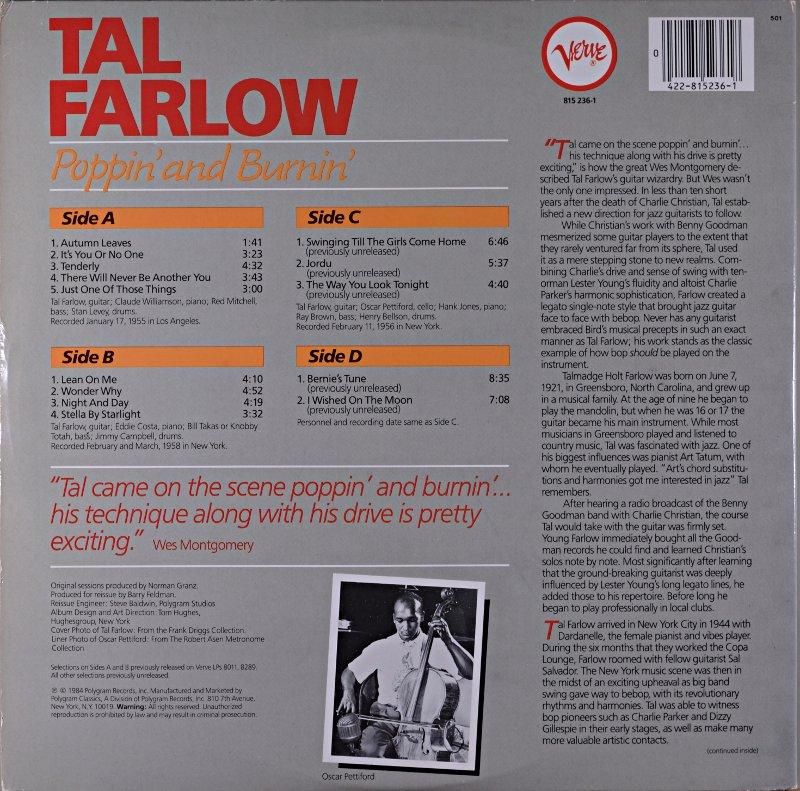 TAL
FARLOW
Poppin' and Burnin'
Verve
®
815 236-1
0
422-815236-1
501
Side A
1. Autumn Leaves 1:41
2. It's You Or No One 3:23
3. Tenderly 4:32
4. There Will Never Be Another You 3:43
5. Just One Of Those Things 3:00
Tal Farlow, guitar; Claude Williamson, piano; Red Mitchell,
bass; Stan Levey, drums.
Recorded January 17, 1955 in Los Angeles.
Side B
1. Lean On Me 4:10
2. Wonder Why 4:52
3. Night And Day 4:19
4. Stella By Starlight 3:32
Tal Farlow, guitar; Eddie Costa, piano; Bill Takas or Knobby
Totah, bass; Jimmy Campbell, drums.
Recorded February and March, 1958 in New York.
Side C
1. Swinging Till The Girls Come Home 6:46
(previously unreleased)
2. Jordu 5:37
(previously unreleased)
3. The Way You Look Tonight 4:40
(previously unreleased)
Tal Farlow, guitar; Oscar Pettiford, cello; Hank Jones, piano;
Ray Brown, bass; Henry Bellson, drums.
Recorded February 11, 1956 in New York.
Side D
1. Bernie's Tune 8:35
(previously unreleased)
2. I Wished On The Moon 7:08
(previously unreleased)
Personnel and recording date same as Side C.
"Tal came on the scene poppin' and burnin'...
his technique along with his drive is pretty
exciting." Wes Montgomery
Original sessions produced by Norman Granz.
Produced for reissue by Barry Feldman.
Reissue Engineer: Steve Baldwin, Polygram Studios
Album Design and Art Direction: Tom Hughes,
Hughesgroup, New York
Cover Photo of Tal Farlow: From the Frank Driggs Collection.
Liner Photo of Oscar Pettiford: From The Robert Asen Metronome
Collection
Selections on Sides A and B previously released on Verve LPs 8011, 8289.
All other selections previously unreleased.
℗ © 1984 Polygram Records, Inc. Manufactured and Marketed by
Polygram Classics, A Division of Polygram Records, Inc. 810 7th Avenue,
New York, N.Y. 10019. Warning: All rights reserved. Unauthorized
reproduction is prohibited by law and may result in criminal prosecution.
Oscar Pettiford
"Tal came on the scene poppin' and burnin'...
his technique along with his drive is pretty
exciting," is how the great Wes Montgomery de-
scribed Tal Farlow's guitar wizardry. But Wes wasn't
the only one impressed. In less than ten short
years after the death of Charlie Christian, Tal estab-
lished a new direction for jazz guitarists to follow.
While Christian's work with Benny Goodman
mesmerized some guitar players to the extent that
they rarely ventured far from its sphere, Tal used
it as a mere stepping stone to new realms. Com-
bining Charlie's drive and sense of swing with ten-
orman Lester Young's fluidity and altoist Charlie
Parker's harmonic sophistication, Farlow created a
legato single-note style that brought jazz guitar
face to face with bebop. Never has any guitarist
embraced Bird's musical precepts in such an exact
manner as Tal Farlow; his work stands as the classic
example of how bop should be played on the
instrument.
Talmadge Holt Farlow was born on June 7,
1921, in Greensboro, North Carolina, and grew up
in a musical family. At the age of nine he began to
play the mandolin, but when he was 16 or 17 the
guitar became his main instrument. While most
musicians in Greensboro played and listened to
country music, Tal was fascinated with jazz. One of
his biggest influences was pianist Art Tatum, with
whom he eventually played. "Art's chord substitu-
tions and harmonies got me interested in jazz" Tal
remembers.
After hearing a radio broadcast of the Benny
Goodman band with Charlie Christian, the course
Tal would take with the guitar was firmly set.
Young Farlow immediately bought all the Good-
man records he could find and learned Christian's
solos note by note. Most significantly after learning
that the ground-breaking guitarist was deeply
influenced by Lester Young's long legato lines, he
added those to his repertoire. Before long he
began to play professionally in local clubs.
Tal Farlow arrived in New York City in 1944 with
Dardanelle, the female pianist and vibes player.
During the six months that they worked the Copa
Lounge, Farlow roomed with fellow guitarist Sal
Salvador. The New York music scene was then in
the midst of an exciting upheaval as big band
swing gave way to bebop, with its revolutionary
rhythms and harmonies. Tal was able to witness
bop pioneers such as Charlie Parker and Dizzy
Gillespie in their early stages, as well as make many
more valuable artistic contacts.
(continued inside)